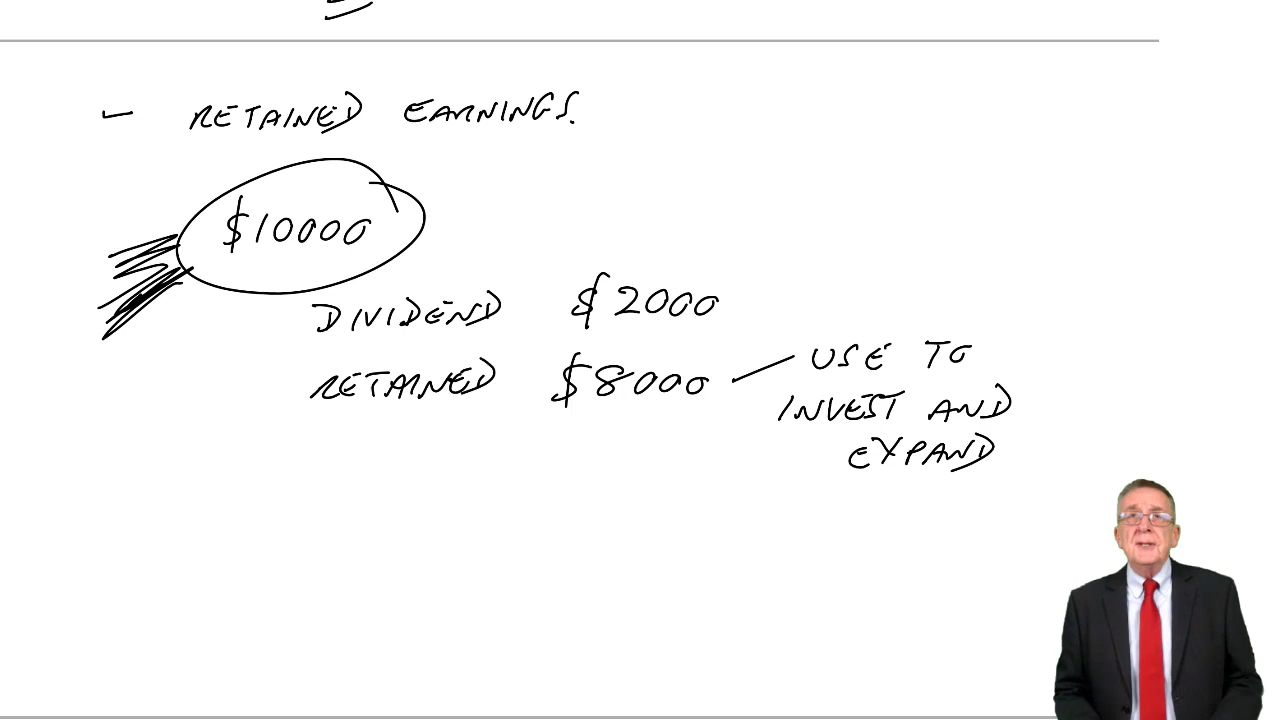 - RETAINED EARNINGS.
$10000
DIVIDEND $2000
RETAINED $8000 - USE TO
INVEST AND
EXPAND